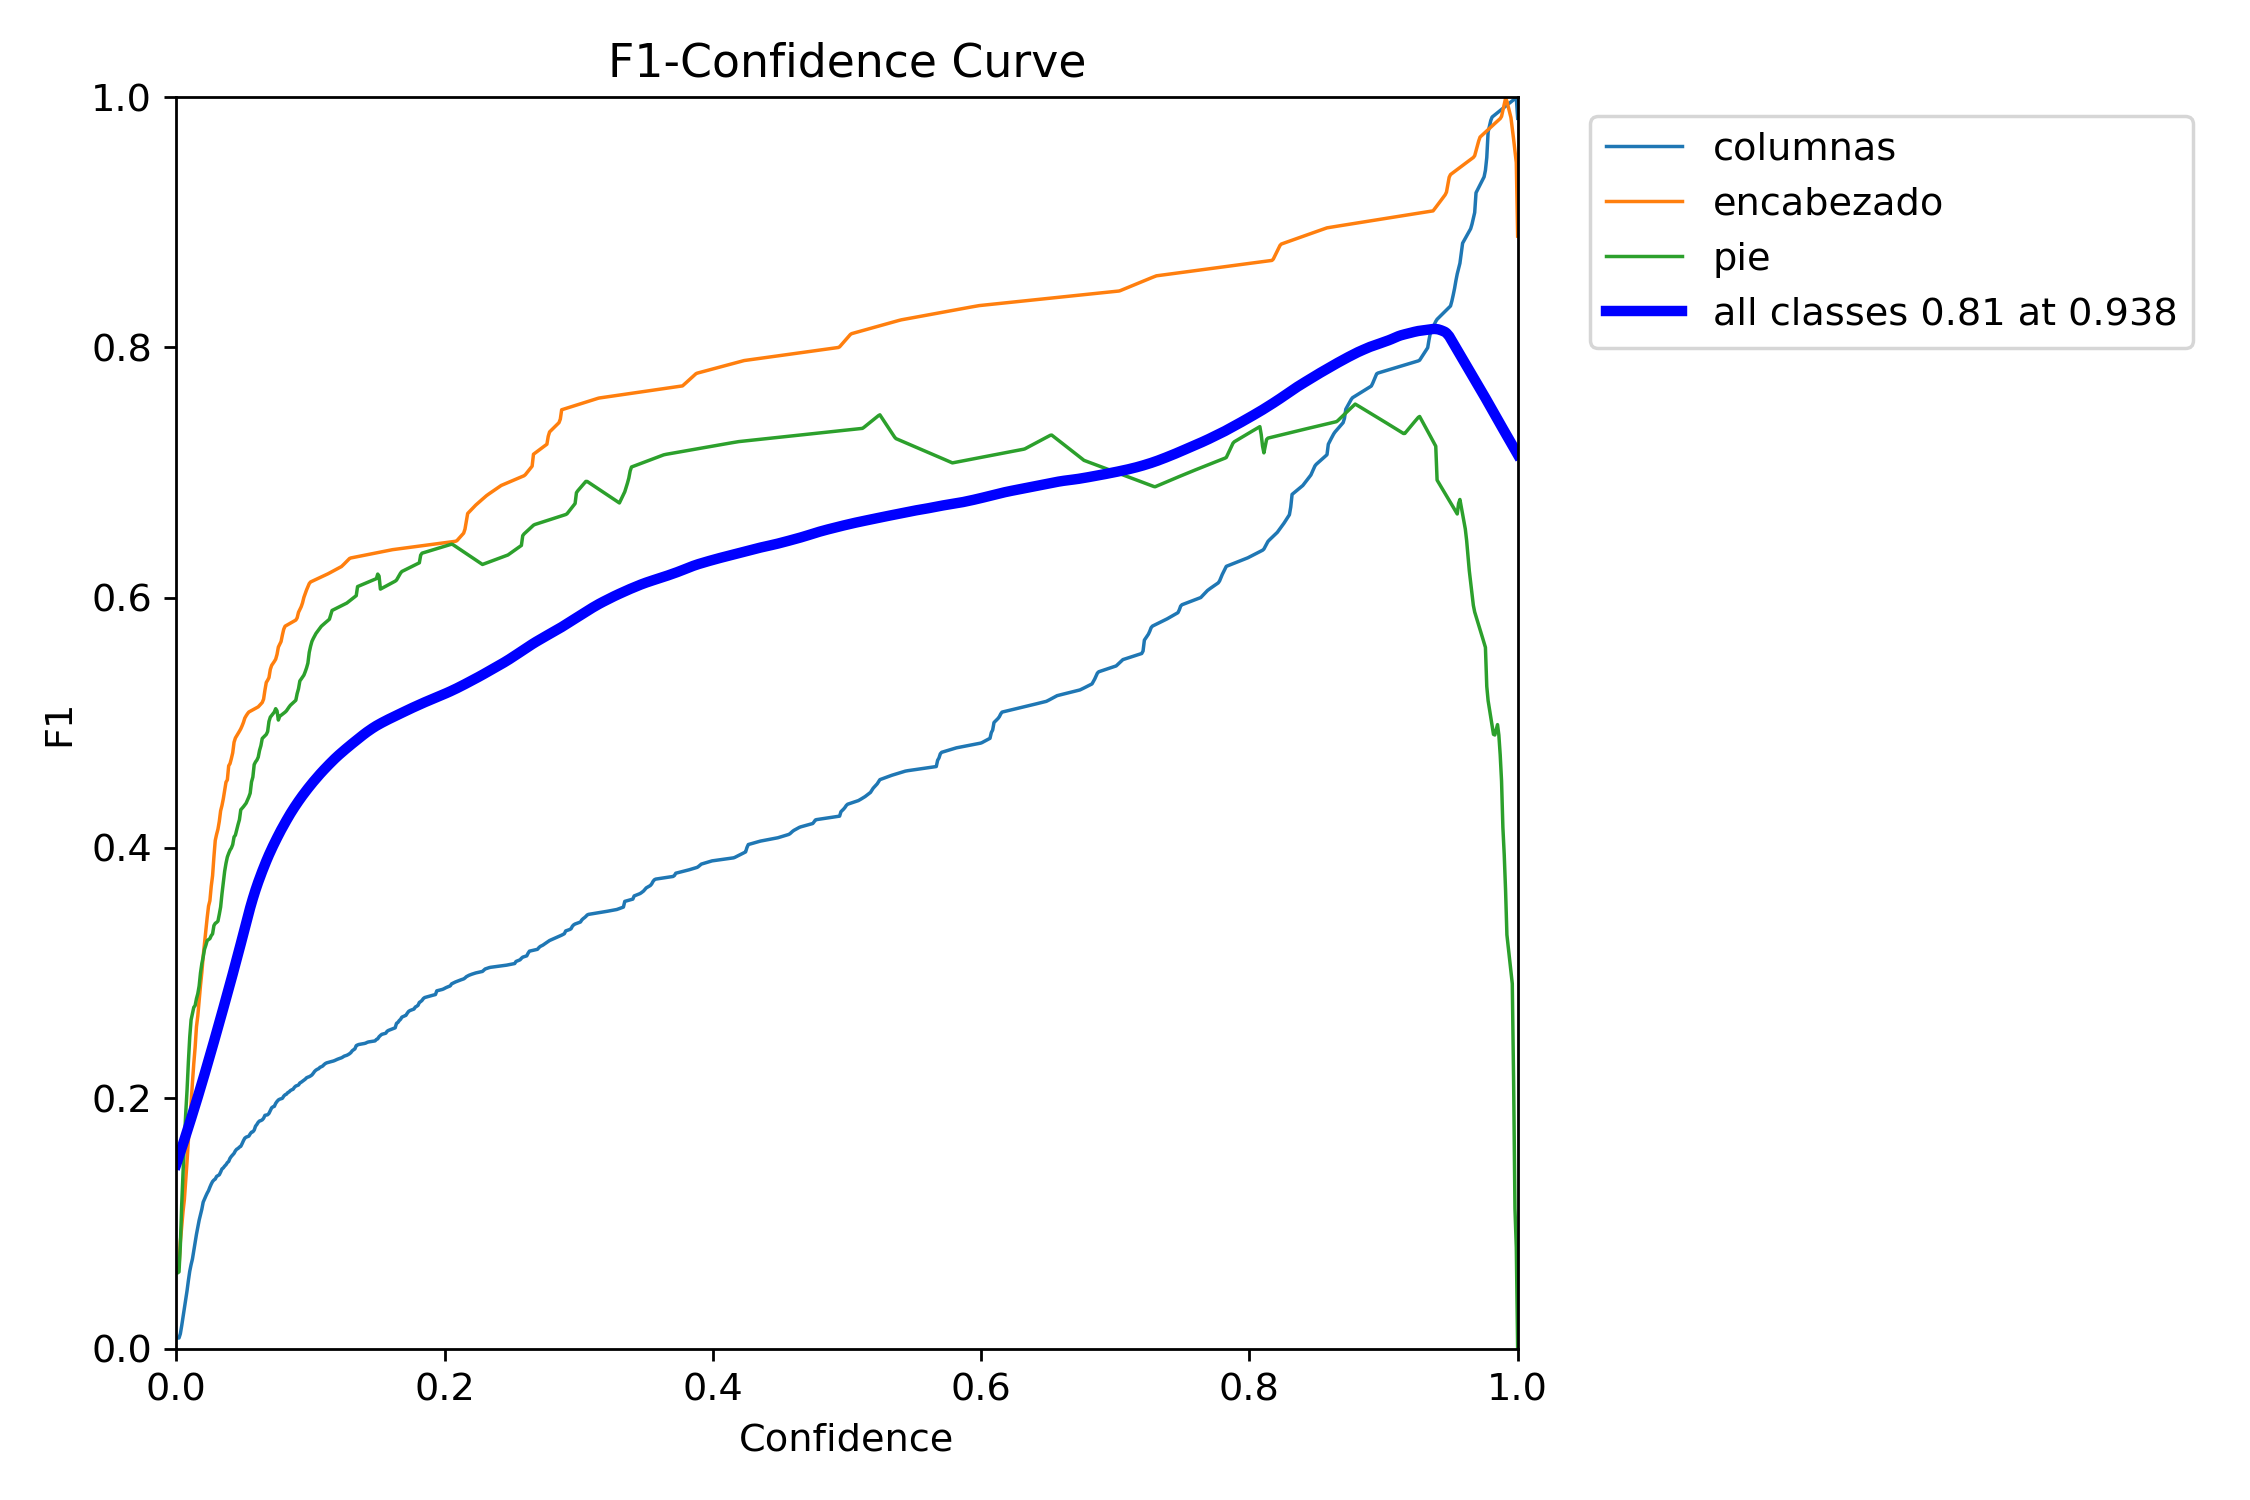 F1-Confidence Curve
1.0
0.8
0.6
0.4
0.2
0.0
F1
0.0 0.2 0.4 0.6 0.8 1.0
Confidence
columnas
encabezado
pie
all classes 0.81 at 0.938